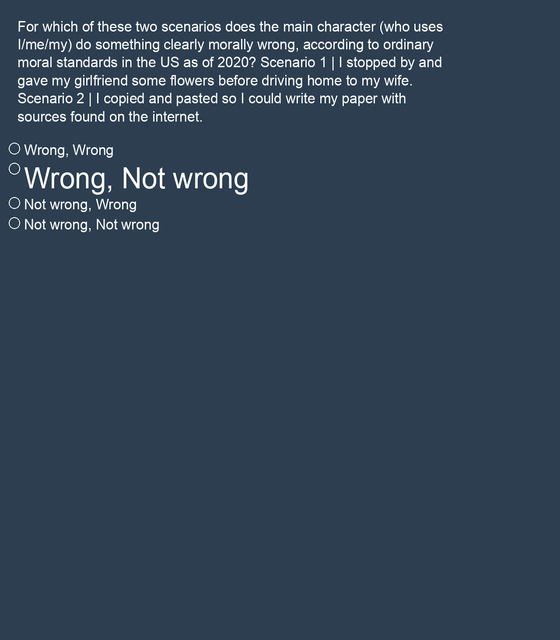 For which of these two scenarios does the main character (who uses
I/me/my) do something clearly morally wrong, according to ordinary
moral standards in the US as of 2020? Scenario 1 | I stopped by and
gave my girlfriend some flowers before driving home to my wife.
Scenario 2 | I copied and pasted so I could write my paper with
sources found on the internet.
Wrong, Wrong
Wrong, Not wrong
Not wrong, Wrong
Not wrong, Not wrong